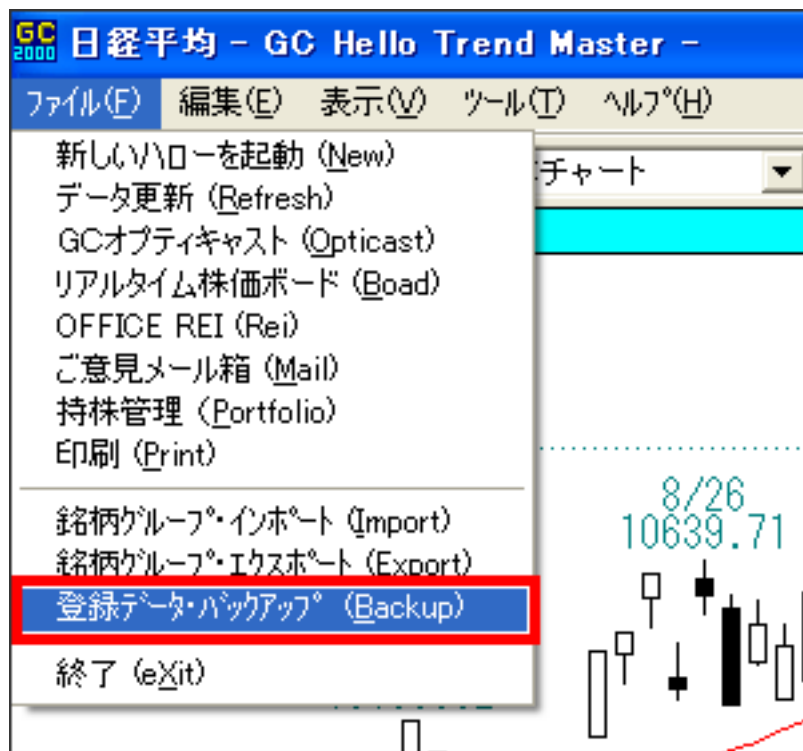 GC 2000 日経平均 - GC Hello Trend Master -
ﾌｧｲﾙ(F) 編集(E) 表示(V) ﾂｰﾙ(T) ﾍﾙﾌﾟ(H)
新しいハローを起動 (New)
チャート
データ更新 (Refresh)
GCオプティキャスト (Opticast)
リアルタイム株価ボード (Boad)
OFFICE REI (Rei)
ご意見メール箱 (Mail)
持株管理 (Portfolio)
印刷 (Print)
8/26
10639.71
銘柄ｸﾞﾙｰﾌﾟ･ｲﾝﾎﾟｰﾄ (Import)
銘柄ｸﾞﾙｰﾌﾟ･ｴｸｽﾎﾟｰﾄ (Export)
登録ﾃﾞｰﾀ･ﾊﾞｯｸｱｯﾌﾟ (Backup)
終了 (eXit)